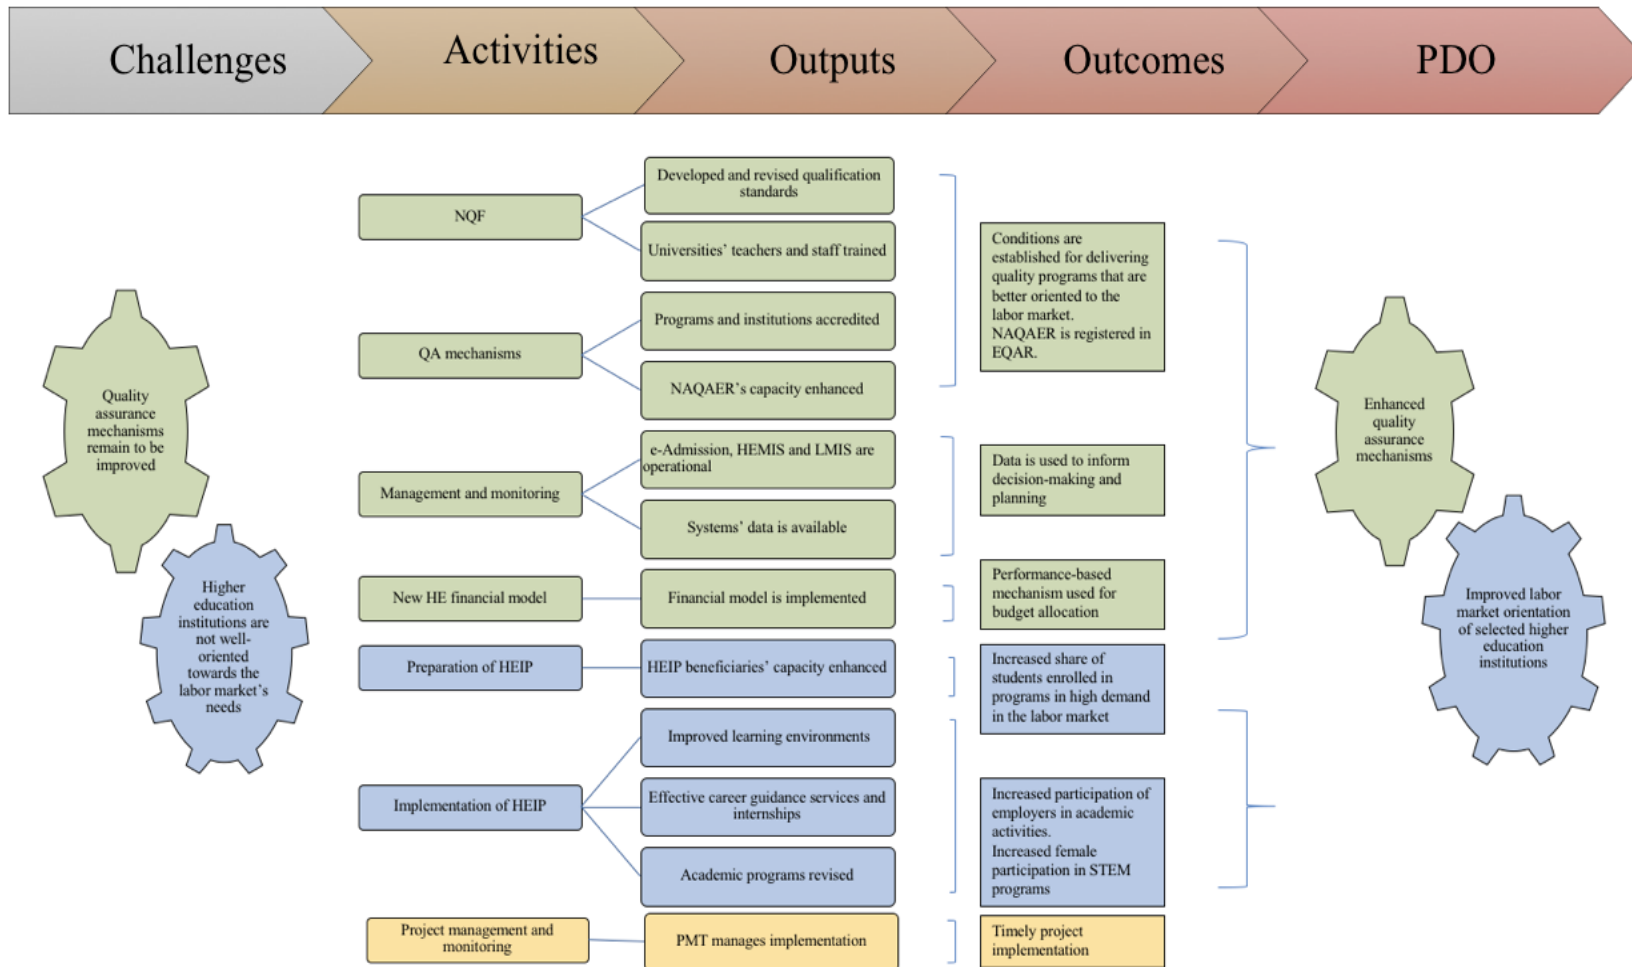 Challenges
Activities
Outputs
Outcomes
PDO
Quality
assurance
mechanisms
remain to be
improved
Higher
education
institutions are
not well-
oriented
towards the
labor market's
needs
NQF
QA mechanisms
Management and monitoring
New HE financial model
Preparation of HEIP
Implementation of HEIP
Project management and
monitoring
Developed and revised qualification
standards
Universities' teachers and staff trained
Programs and institutions accredited
NAQAER's capacity enhanced
e-Admission, HEMIS and LMIS are
operational
Systems' data is available
Financial model is implemented
HEIP beneficiaries' capacity enhanced
Improved learning environments
Effective career guidance services and
internships
Academic programs revised
PMT manages implementation
Conditions are
established for delivering
quality programs that are
better oriented to the
labor market.
NAQAER is registered in
EQAR.
Data is used to inform
decision-making and
planning
Performance-based
mechanism used for
budget allocation
Increased share of
students enrolled in
programs in high demand
in the labor market
Increased participation of
employers in academic
activities.
Increased female
participation in STEM
programs
Timely project
implementation
Enhanced
quality
assurance
mechanisms
Improved labor
market orientation
of selected higher
education
institutions